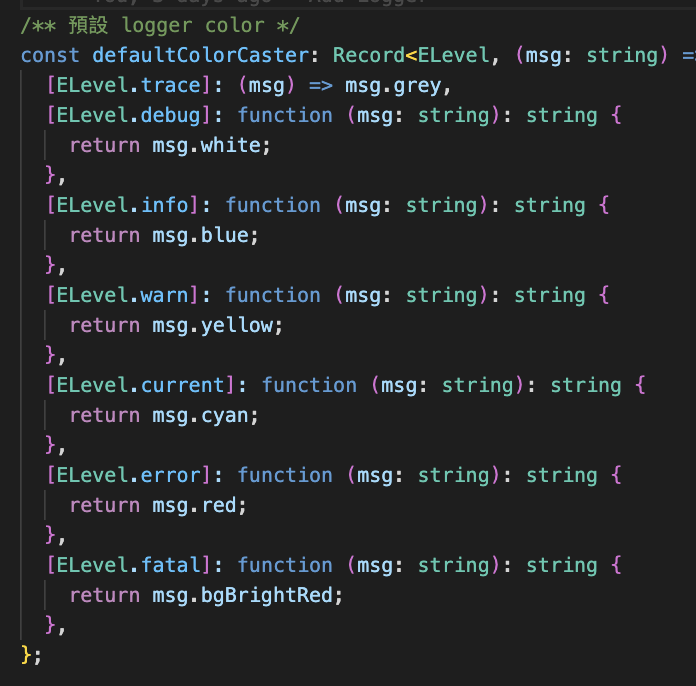 /** 預設 logger color */
const defaultColorCaster: Record<ELevel, (msg: string) =>
  [ELevel.trace]: (msg) => msg.grey,
  [ELevel.debug]: function (msg: string): string {
    return msg.white;
  },
  [ELevel.info]: function (msg: string): string {
    return msg.blue;
  },
  [ELevel.warn]: function (msg: string): string {
    return msg.yellow;
  },
  [ELevel.current]: function (msg: string): string {
    return msg.cyan;
  },
  [ELevel.error]: function (msg: string): string {
    return msg.red;
  },
  [ELevel.fatal]: function (msg: string): string {
    return msg.bgBrightRed;
  },
};